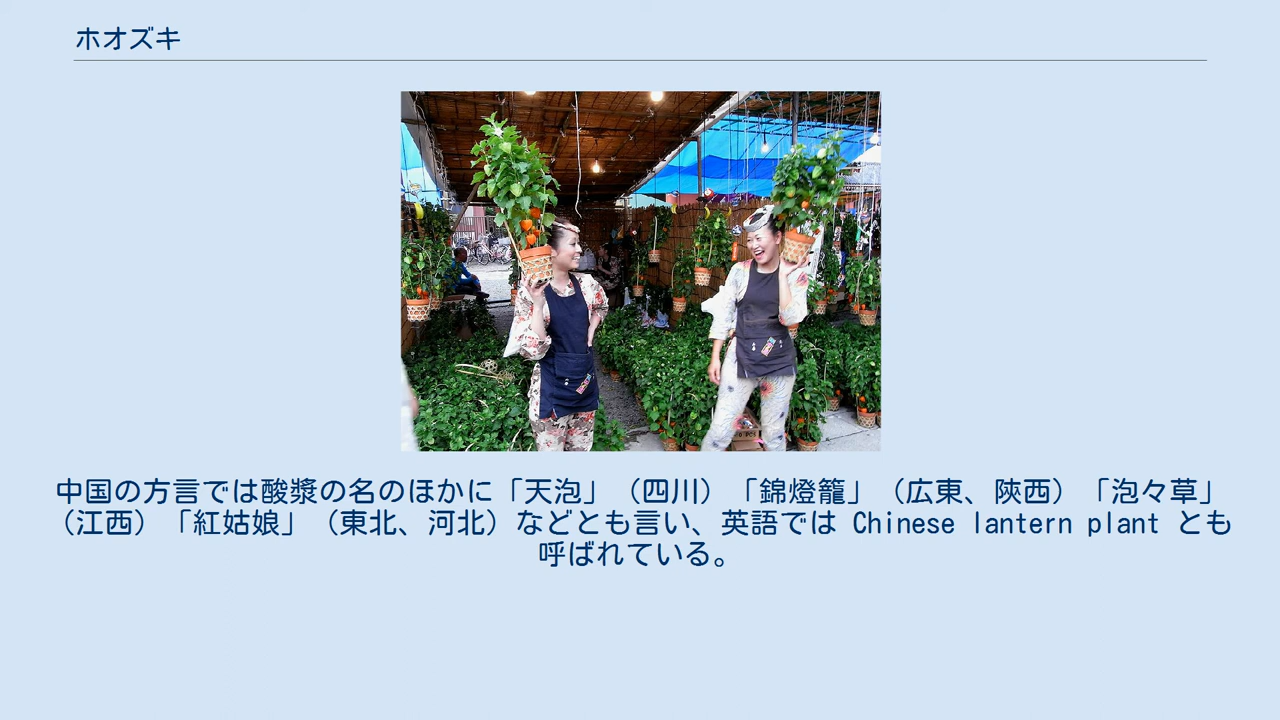 ホオズキ
中国の方言では酸漿の名のほかに「天泡」（四川）「錦燈籠」（広東、陝西）「泡々草」
（江西）「紅姑娘」（東北、河北）などとも言い、英語では Chinese lantern plant とも
呼ばれている。